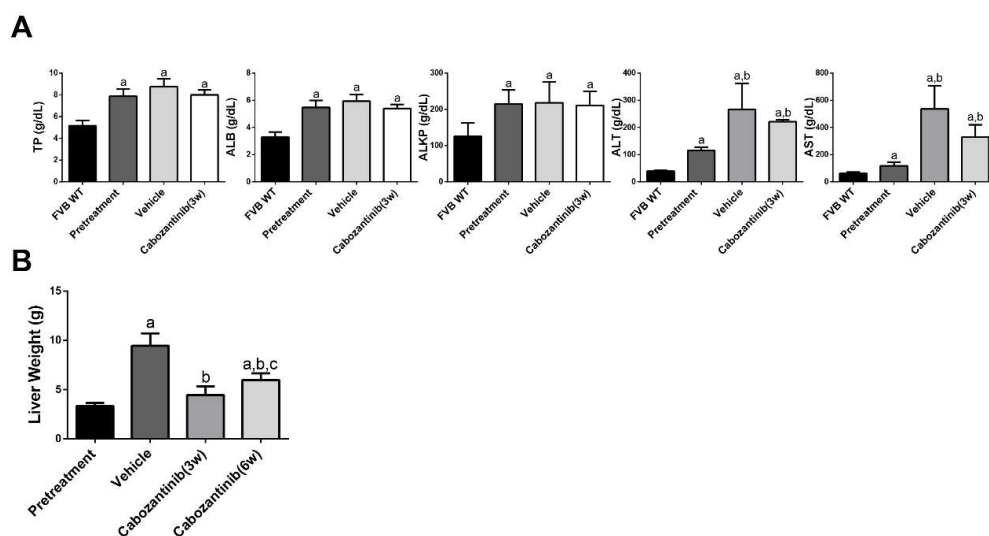 A
TP (g/dL)
10
8
6
4
2
0
a
a
a
FVB WT
Pretreatment
Vehicle
Cabozantinib(3w)
ALB (g/dL)
8
6
4
2
0
a
a
a
FVB WT
Pretreatment
Vehicle
Cabozantinib(3w)
ALKP (g/dL)
300
200
100
0
a
a
a
FVB WT
Pretreatment
Vehicle
Cabozantinib(3w)
ALT (g/dL)
400
300
200
100
0
a
a,b
a,b
FVB WT
Pretreatment
Vehicle
Cabozantinib(3w)
AST (g/dL)
800
600
400
200
0
a
a,b
a,b
FVB WT
Pretreatment
Vehicle
Cabozantinib(3w)
B
Liver Weight (g)
15
10
5
0
a
b
a,b,c
Pretreatment
Vehicle
Cabozantinib(3w)
Cabozantinib(6w)